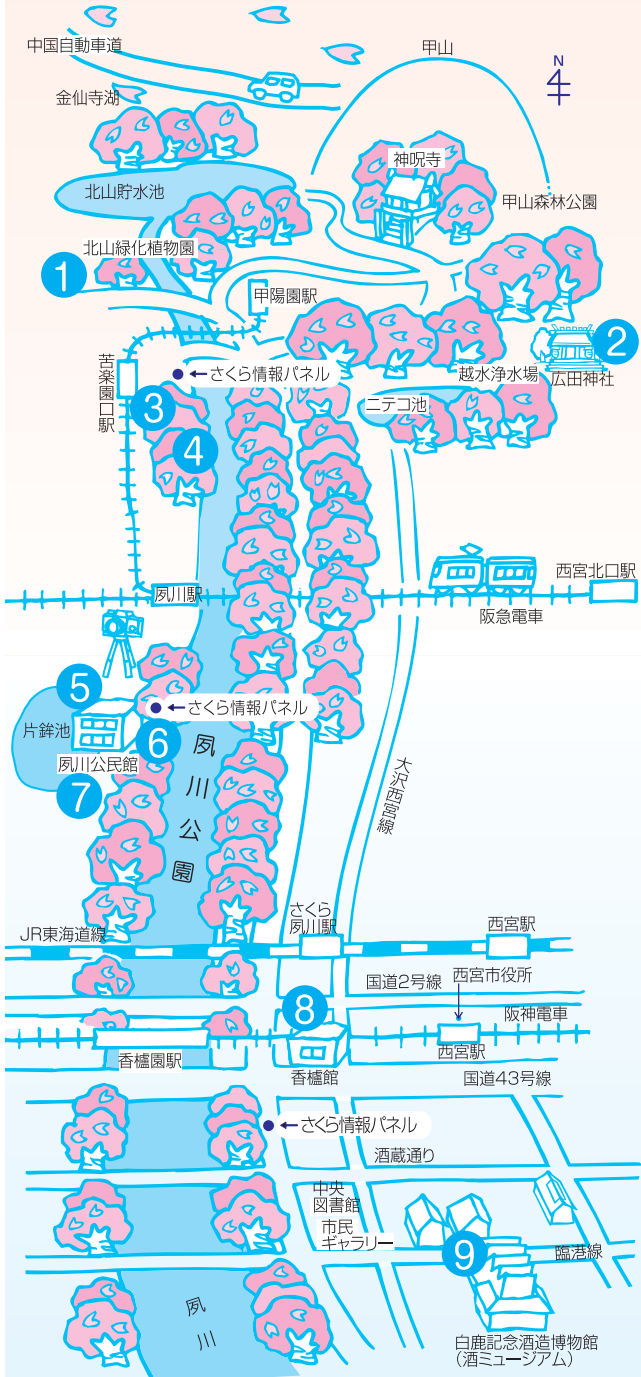 中国自動車道
甲山
N
金仙寺湖
神呪寺
北山貯水池
甲山森林公園
北山緑化植物園
1
甲陽園駅
2
苦楽園口駅
さくら情報パネル
越水浄水場
広田神社
3
ニテコ池
4
夙川駅
西宮北口駅
阪急電車
5
さくら情報パネル
片鉾池
6
夙川公民館
夙川公園
7
大沢西宮線
さくら
夙川駅
西宮駅
JR東海道線
国道2号線
西宮市役所
8
阪神電車
香櫨園駅
香櫨館
西宮駅
国道43号線
さくら情報パネル
酒蔵通り
中央
図書館
市民
ギャラリー
9
臨港線
夙川
白鹿記念酒造博物館
(酒ミュージアム)